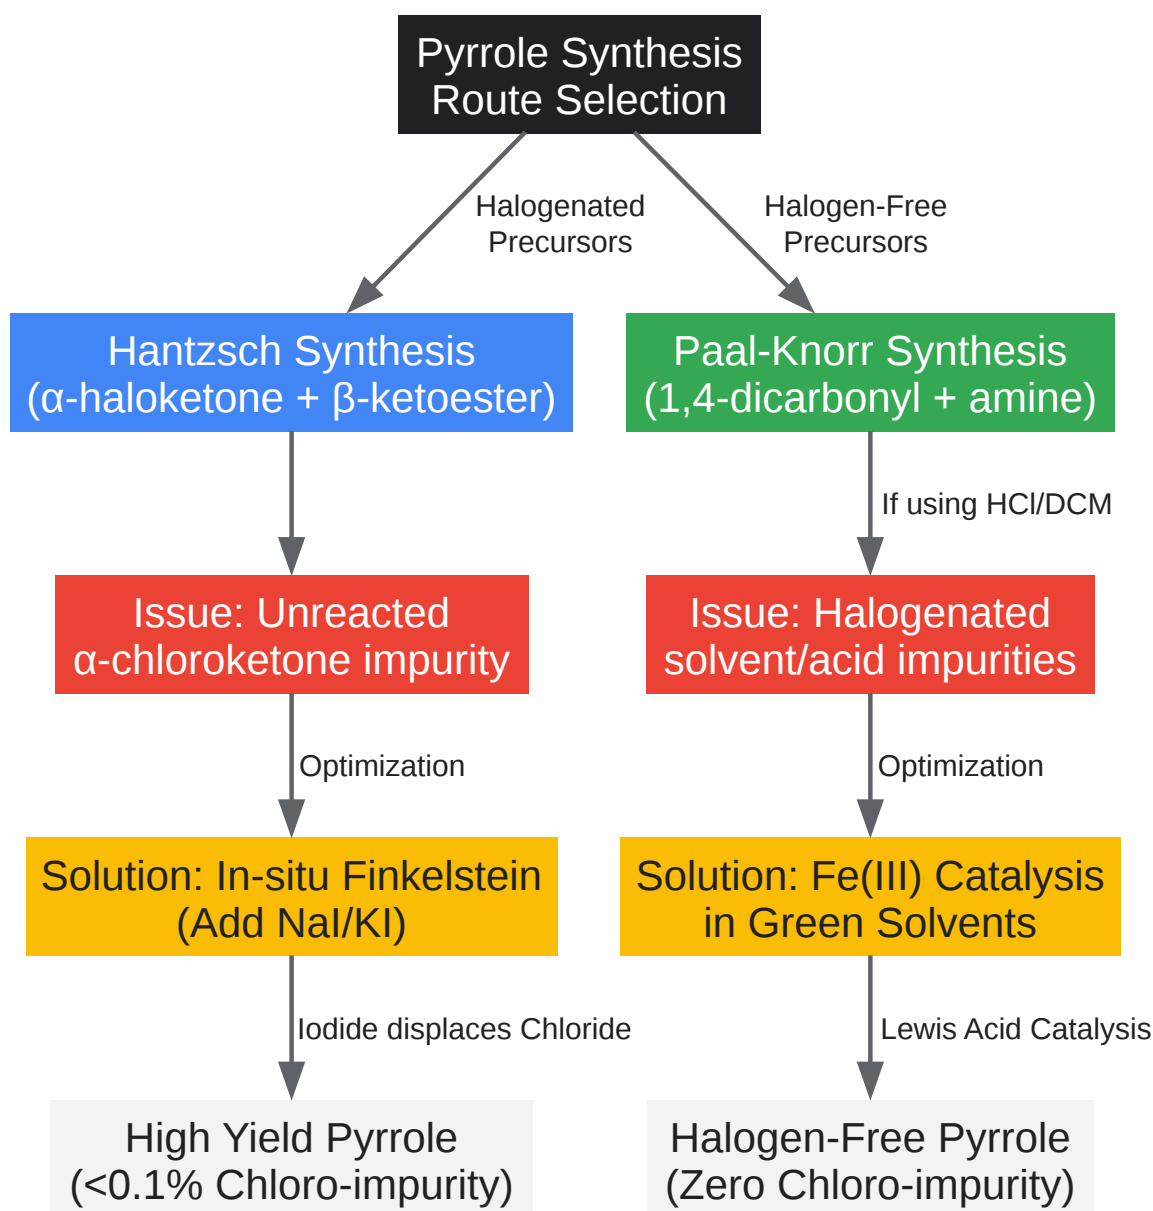 Pyrrole Synthesis
Route Selection
Halogenated
Precursors
Halogen-Free
Precursors
Hantzsch Synthesis
(α-haloketone + β-ketoester)
Paal-Knorr Synthesis
(1,4-dicarbonyl + amine)
If using HCl/DCM
Issue: Unreacted
α-chloroketone impurity
Issue: Halogenated
solvent/acid impurities
Optimization
Optimization
Solution: In-situ Finkelstein
(Add NaI/KI)
Solution: Fe(III) Catalysis
in Green Solvents
Iodide displaces Chloride
Lewis Acid Catalysis
High Yield Pyrrole
(<0.1% Chloro-impurity)
Halogen-Free Pyrrole
(Zero Chloro-impurity)